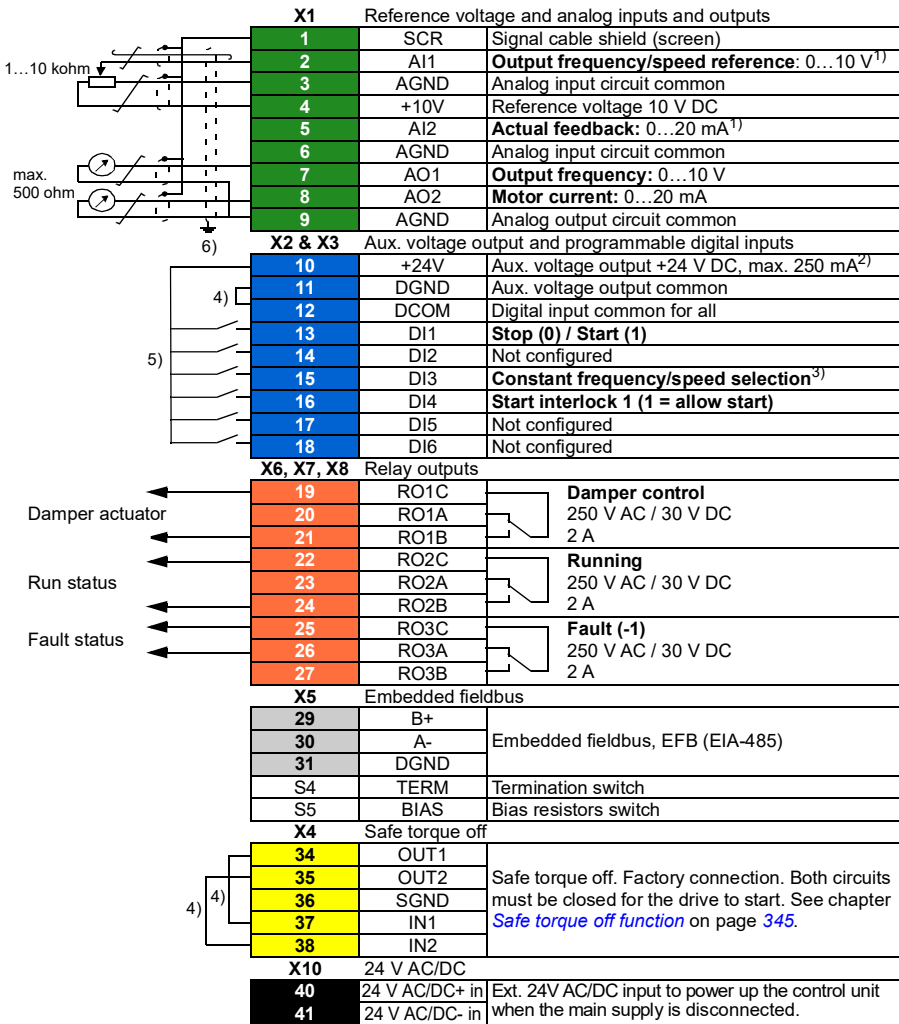 X1 Reference voltage and analog inputs and outputs
1 SCR Signal cable shield (screen)
2 AI1 Output frequency/speed reference: 0…10 V1)
1…10 kohm
3 AGND Analog input circuit common
4 +10V Reference voltage 10 V DC
5 AI2 Actual feedback: 0…20 mA1)
6 AGND Analog input circuit common
7 AO1 Output frequency: 0…10 V
max.
500 ohm
8 AO2 Motor current: 0…20 mA
9 AGND Analog output circuit common
6)
X2 & X3 Aux. voltage output and programmable digital inputs
10 +24V Aux. voltage output +24 V DC, max. 250 mA2)
11 DGND Aux. voltage output common
4)
12 DCOM Digital input common for all
13 DI1 Stop (0) / Start (1)
14 DI2 Not configured
5)
15 DI3 Constant frequency/speed selection3)
16 DI4 Start interlock 1 (1 = allow start)
17 DI5 Not configured
18 DI6 Not configured
X6, X7, X8 Relay outputs
19 RO1C Damper control
Damper actuator 20 RO1A 250 V AC / 30 V DC
21 RO1B 2 A
22 RO2C Running
Run status 23 RO2A 250 V AC / 30 V DC
24 RO2B 2 A
25 RO3C Fault (-1)
Fault status
26 RO3A 250 V AC / 30 V DC
27 RO3B 2 A
X5 Embedded fieldbus
29 B+
30 A- Embedded fieldbus, EFB (EIA-485)
31 DGND
S4 TERM Termination switch
S5 BIAS Bias resistors switch
X4 Safe torque off
34 OUT1
35 OUT2 Safe torque off. Factory connection. Both circuits
4) 4) 36 SGND must be closed for the drive to start. See chapter
37 IN1 Safe torque off function on page 345.
38 IN2
X10 24 V AC/DC
40 24 V AC/DC+ in Ext. 24V AC/DC input to power up the control unit
41 24 V AC/DC- in when the main supply is disconnected.